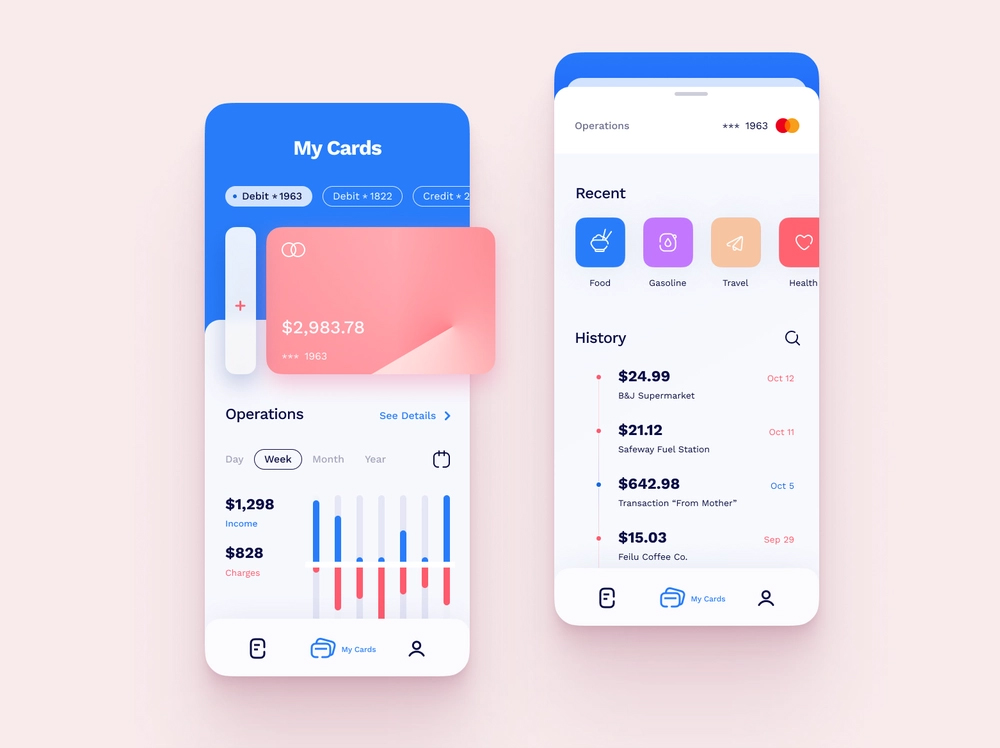 My Cards
Debit * 1963
Debit * 1822
Credit * 2
+
$2,983.78
*** 1963
Operations
See Details
Day
Week
Month
Year
$1,298
Income
$828
Charges
My Cards
Operations
*** 1963
Recent
Food
Gasoline
Travel
Health
History
$24.99
Oct 12
B&J Supermarket
$21.12
Oct 11
Safeway Fuel Station
$642.98
Oct 5
Transaction “From Mother”
$15.03
Sep 29
Feilu Coffee Co.
My Cards